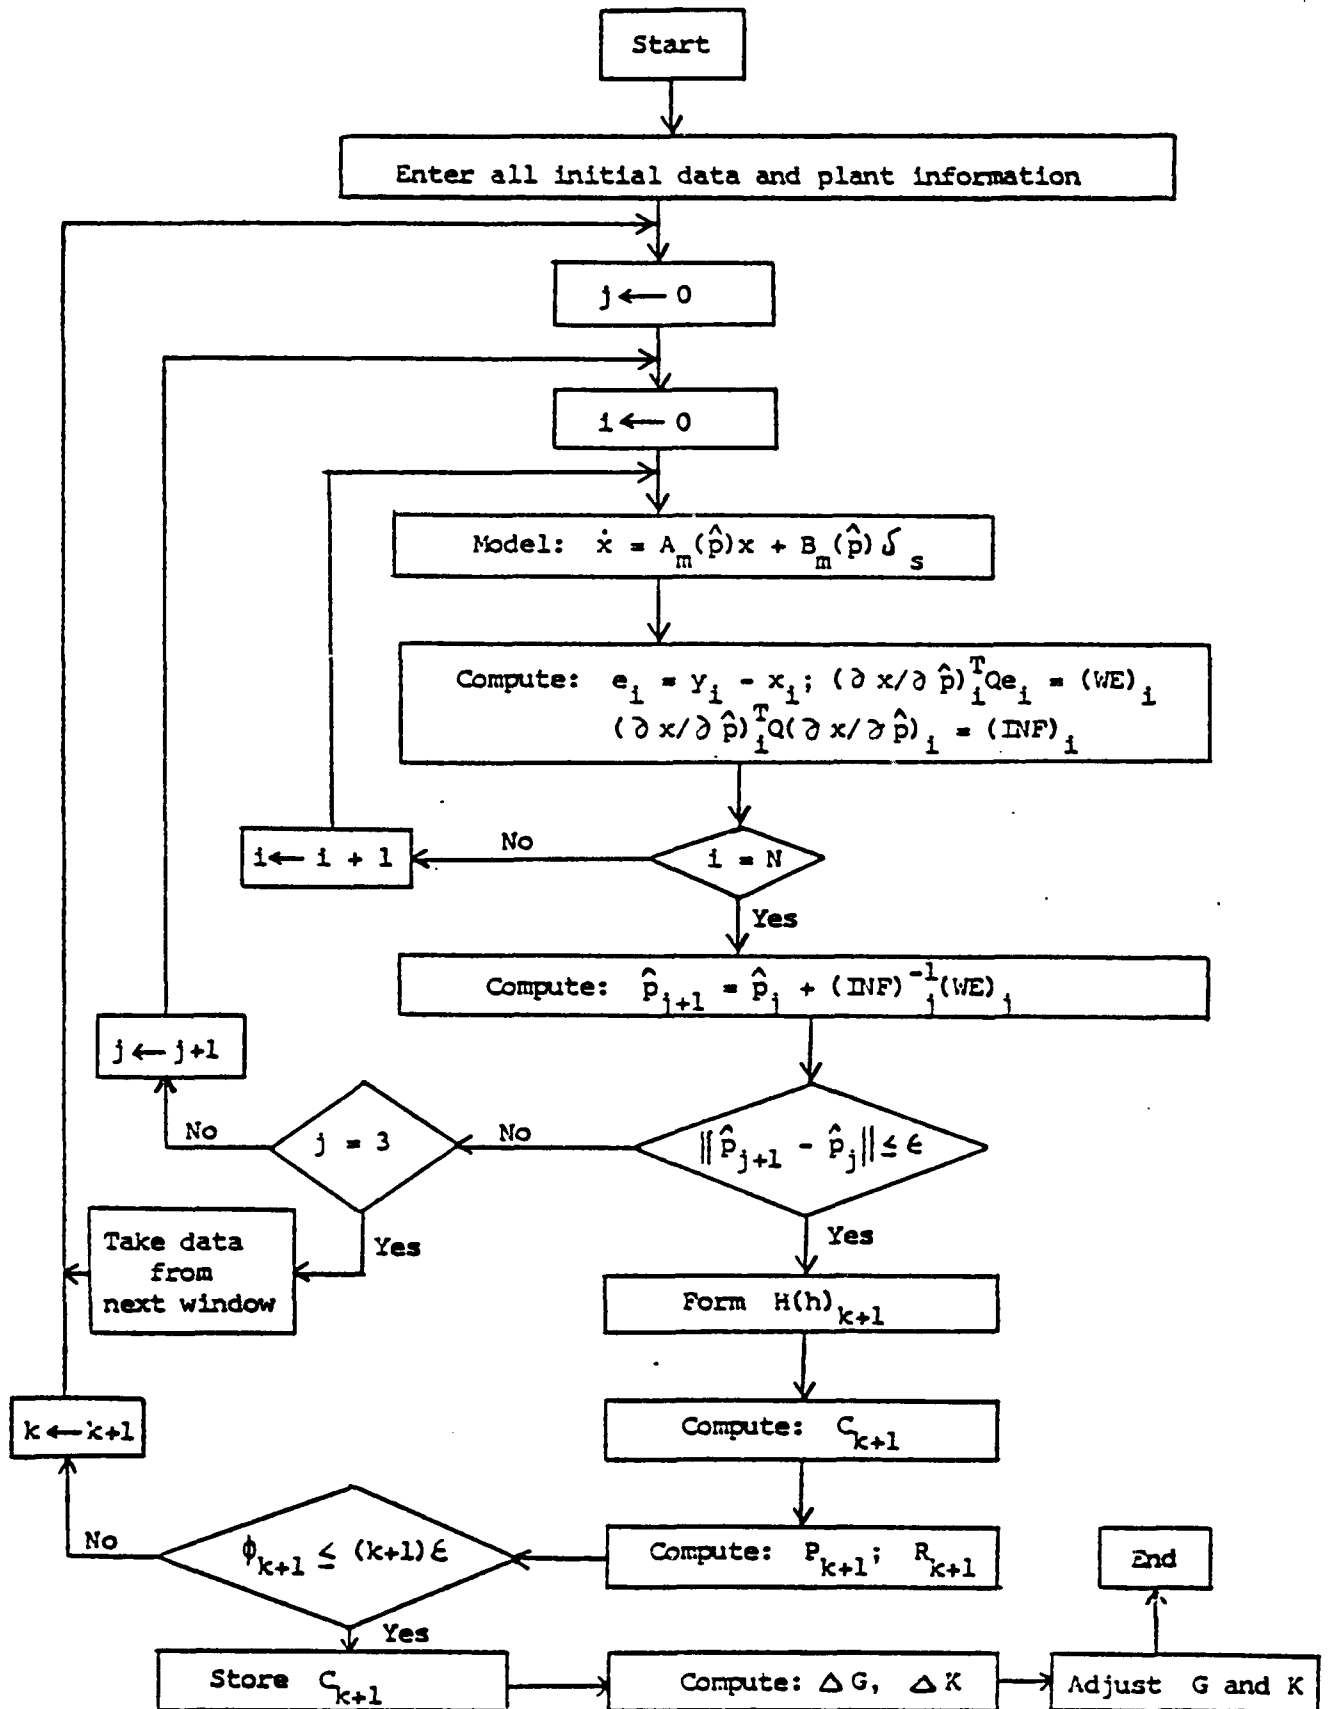 Start
Enter all initial data and plant information
j ← 0
i ← 0
Model: ẋ = A_m(p̂)x + B_m(p̂) δ_s
Compute: e_i = y_i - x_i; (∂x/∂p̂)_i^T Qe_i = (WE)_i
(∂x/∂p̂)_i^T Q(∂x/∂p̂)_i = (INF)_i
i ← i + 1
No
i = N
Yes
Compute: p̂_{j+1} = p̂_j + (INF)_j^{-1}(WE)_j
j ← j+1
No
j = 3
No
‖p̂_{j+1} - p̂_j‖ ≤ ε
Take data
from
next window
Yes
Yes
Form H(h)_{k+1}
k ← k+1
Compute: C_{k+1}
No
φ_{k+1} ≤ (k+1)ε
Compute: P_{k+1}; R_{k+1}
End
Yes
Store C_{k+1}
Compute: ΔG, ΔK
Adjust G and K